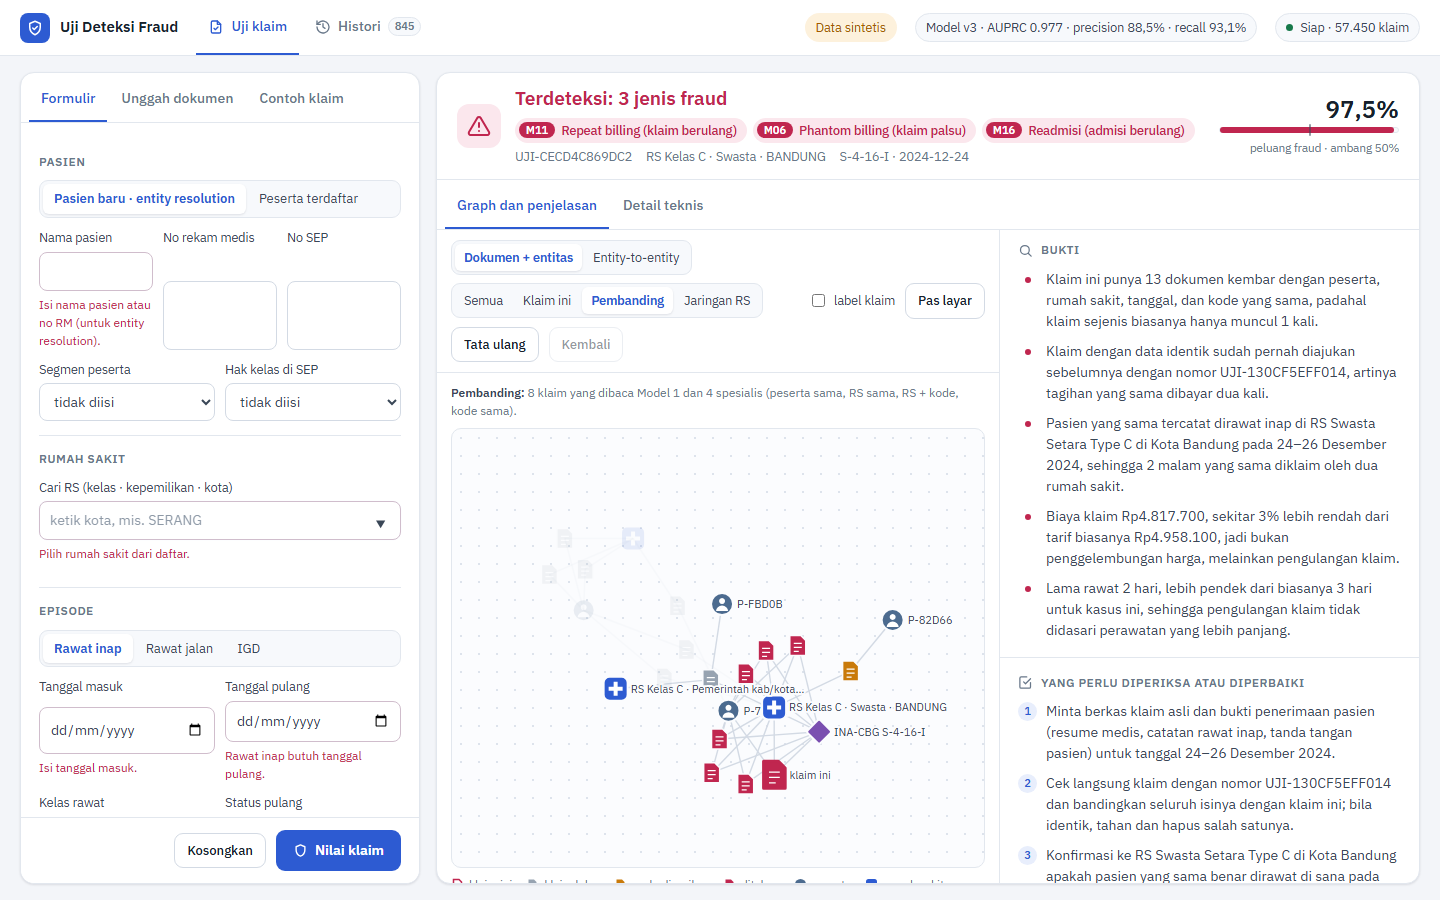 Uji Deteksi Fraud
Uji klaim
Histori 845
Data sintetis
Model v3 · AUPRC 0.977 · precision 88,5% · recall 93,1%
Siap · 57.450 klaim
Formulir
Unggah dokumen
Contoh klaim
PASIEN
Pasien baru · entity resolution
Peserta terdaftar
Nama pasien
No rekam medis
No SEP
Isi nama pasien atau
no RM (untuk entity
resolution).
Segmen peserta
Hak kelas di SEP
tidak diisi
tidak diisi
RUMAH SAKIT
Cari RS (kelas · kepemilikan · kota)
ketik kota, mis. SERANG
Pilih rumah sakit dari daftar.
EPISODE
Rawat inap
Rawat jalan
IGD
Tanggal masuk
Tanggal pulang
dd/mm/yyyy
dd/mm/yyyy
Isi tanggal masuk.
Rawat inap butuh tanggal
pulang.
Kelas rawat
Status pulang
Kosongkan
Nilai klaim
Terdeteksi: 3 jenis fraud
M11 Repeat billing (klaim berulang)
M06 Phantom billing (klaim palsu)
M16 Readmisi (admisi berulang)
UJI-CECD4C869DC2 RS Kelas C · Swasta · BANDUNG S-4-16-I · 2024-12-24
97,5%
peluang fraud · ambang 50%
Graph dan penjelasan
Detail teknis
Dokumen + entitas
Entity-to-entity
Semua
Klaim ini
Pembanding
Jaringan RS
label klaim
Pas layar
Tata ulang
Kembali
Pembanding: 8 klaim yang dibaca Model 1 dan 4 spesialis (peserta sama, RS sama, RS + kode,
kode sama).
P-FBD0B
P-82D66
RS Kelas C · Pemerintah kab/kota...
P-7
RS Kelas C · Swasta · BANDUNG
INA-CBG S-4-16-I
klaim ini
BUKTI
Klaim ini punya 13 dokumen kembar dengan peserta,
rumah sakit, tanggal, dan kode yang sama, padahal
klaim sejenis biasanya hanya muncul 1 kali.
Klaim dengan data identik sudah pernah diajukan
sebelumnya dengan nomor UJI-130CF5EFF014, artinya
tagihan yang sama dibayar dua kali.
Pasien yang sama tercatat dirawat inap di RS Swasta
Setara Type C di Kota Bandung pada 24–26 Desember
2024, sehingga 2 malam yang sama diklaim oleh dua
rumah sakit.
Biaya klaim Rp4.817.700, sekitar 3% lebih rendah dari
tarif biasanya Rp4.958.100, jadi bukan
penggelembungan harga, melainkan pengulangan klaim.
Lama rawat 2 hari, lebih pendek dari biasanya 3 hari
untuk kasus ini, sehingga pengulangan klaim tidak
didasari perawatan yang lebih panjang.
YANG PERLU DIPERIKSA ATAU DIPERBAIKI
1 Minta berkas klaim asli dan bukti penerimaan pasien
(resume medis, catatan rawat inap, tanda tangan
pasien) untuk tanggal 24–26 Desember 2024.
2 Cek langsung klaim dengan nomor UJI-130CF5EFF014
dan bandingkan seluruh isinya dengan klaim ini; bila
identik, tahan dan hapus salah satunya.
3 Konfirmasi ke RS Swasta Setara Type C di Kota Bandung
apakah pasien yang sama benar dirawat di sana pada